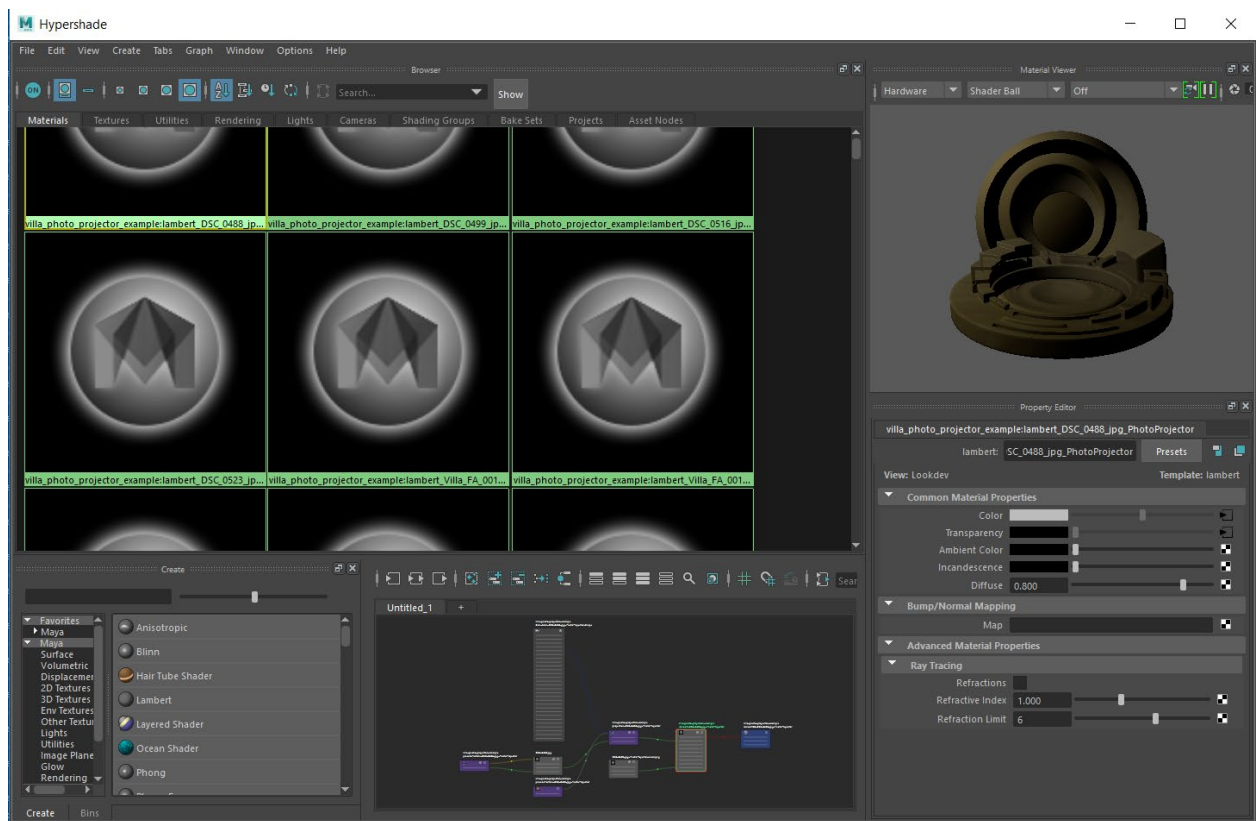 Hypershade
File Edit View Create Tabs Graph Window Options Help
Browser
ON
Search...
Show
Materials Textures Utilities Rendering Lights Cameras Shading Groups Bake Sets Projects Asset Nodes
villa_photo_projector_example:lambert_DSC_0488_jp... villa_photo_projector_example:lambert_DSC_0499_jp... villa_photo_projector_example:lambert_DSC_0516_jp...
villa_photo_projector_example:lambert_DSC_0523_jp... villa_photo_projector_example:lambert_Villa_FA_001... villa_photo_projector_example:lambert_Villa_FA_001...
Material Viewer
Hardware Shader Ball Off
Property Editor
villa_photo_projector_example:lambert_DSC_0488_jpg_PhotoProjector
lambert: SC_0488_jpg_PhotoProjector Presets
View: Lookdev Template: lambert
Common Material Properties
Color
Transparency
Ambient Color
Incandescence
Diffuse 0.800
Bump/Normal Mapping
Map
Advanced Material Properties
Ray Tracing
Refractions
Refractive Index 1.000
Refraction Limit 6
Create
Favorites
Maya
Maya
Surface
Volumetric
Displacemen
2D Textures
3D Textures
Env Textures
Other Textu
Lights
Utilities
Image Plane
Glow
Rendering
Anisotropic
Blinn
Hair Tube Shader
Lambert
Layered Shader
Ocean Shader
Phong
Create Bins
Sear
Untitled_1 +